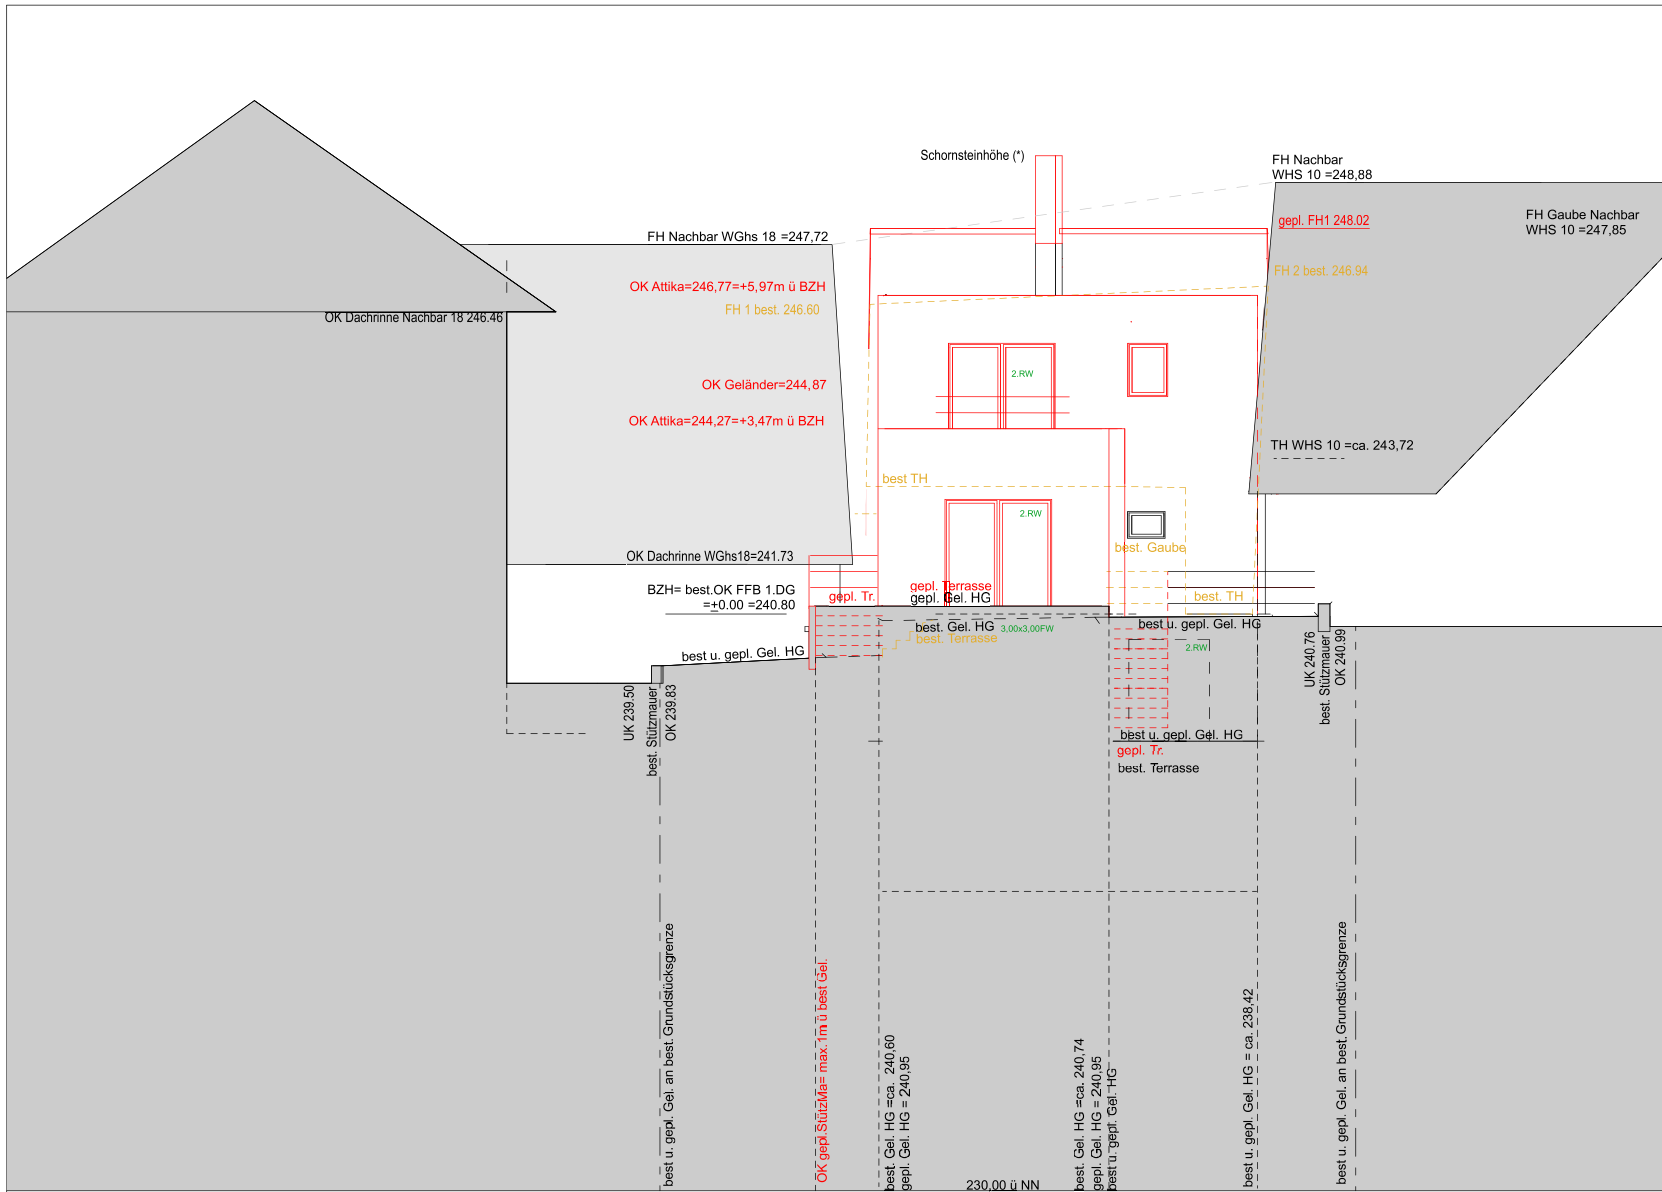 Schornsteinhöhe (*)
FH Nachbar
WHS 10 =248,88
gepl. FH1 248.02
FH Gaube Nachbar
WHS 10 =247,85
FH Nachbar WGhs 18 =247,72
FH 2 best. 246.94
OK Attika=246,77=+5,97m ü BZH
FH 1 best. 246.60
OK Dachrinne Nachbar 18 246.46
2.RW
OK Geländer=244,87
OK Attika=244,27=+3,47m ü BZH
TH WHS 10 =ca. 243,72
best TH
2.RW
best. Gaube
OK Dachrinne WGhs18=241.73
BZH= best.OK FFB 1.DG
=+0.00 =240.80
gepl. Tr.
gepl. Terrasse
gepl. Gel. HG
best. TH
best. Gel. HG
3,00x3,00FW
best. Terrasse
best u. gepl. Gel. HG
2.RW
best u. gepl. Gel. HG
UK 240.76
best. Stützmauer
OK 240.99
UK 239.50
best. Stützmauer
OK 239.83
best u. gepl. Gel. HG
gepl. Tr.
best. Terrasse
best u. gepl. Gel. an best. Grundstücksgrenze
OK gepl.StützMa= max.1m ü best Gel.
best. Gel. HG =ca. 240,60
gepl. Gel. HG = 240,95
best. Gel. HG =ca. 240,74
gepl. Gel. HG = 240,95
best u. gepl. Gel. HG
best u. gepl. Gel. HG = ca. 238,42
best u. gepl. Gel. an best. Grundstücksgrenze
230,00 ü NN